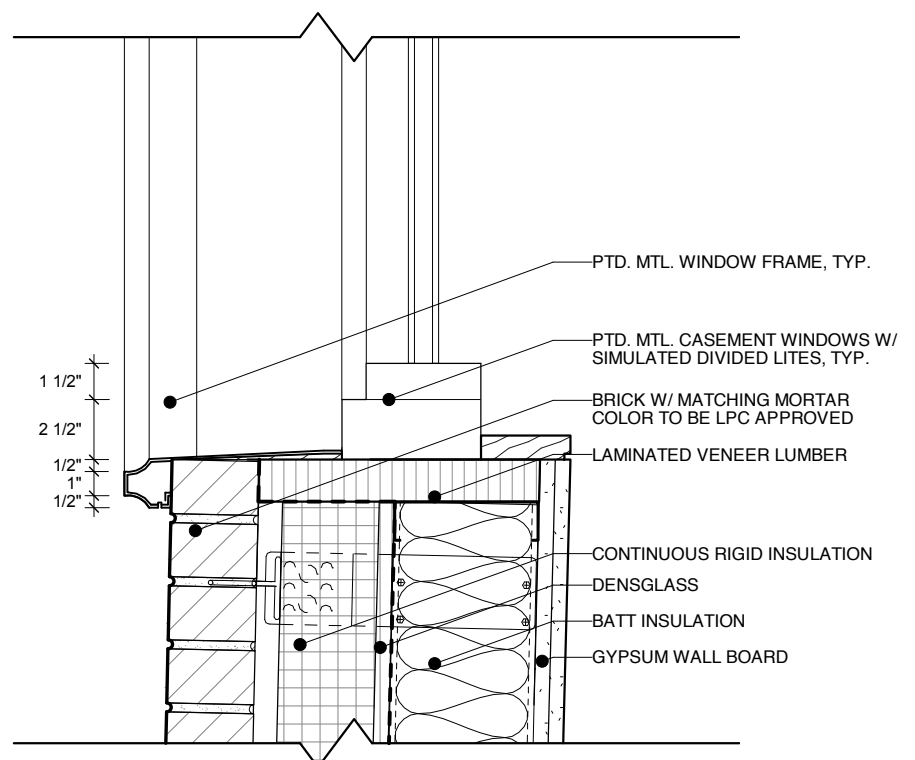 PTD. MTL. WINDOW FRAME, TYP.
PTD. MTL. CASEMENT WINDOWS W/
SIMULATED DIVIDED LITES, TYP.
1 1/2"
BRICK W/ MATCHING MORTAR
COLOR TO BE LPC APPROVED
2 1/2"
LAMINATED VENEER LUMBER
1/2"
1"
1/2"
CONTINUOUS RIGID INSULATION
DENSGLASS
BATT INSULATION
GYPSUM WALL BOARD